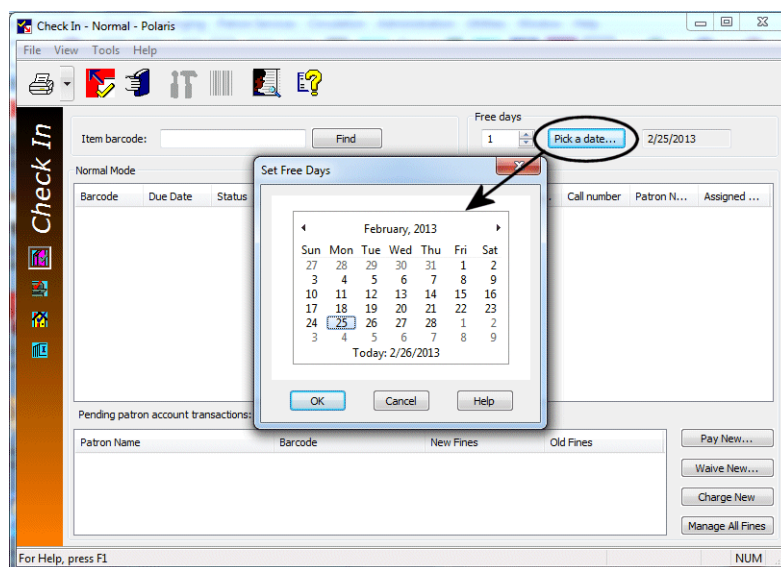 Check In - Normal - Polaris
File View Tools Help
Free days
Item barcode: Find 1 Pick a date... 2/25/2013
Check In
Normal Mode
Set Free Days
Barcode Due Date Status Call number Patron N... Assigned ...
February, 2013
Sun Mon Tue Wed Thu Fri Sat
27 28 29 30 31 1 2
3 4 5 6 7 8 9
10 11 12 13 14 15 16
17 18 19 20 21 22 23
24 25 26 27 28 1 2
3 4 5 6 7 8 9
Today: 2/26/2013
OK Cancel Help
Pending patron account transactions:
Patron Name Barcode New Fines Old Fines
Pay New...
Waive New...
Charge New
Manage All Fines
For Help, press F1 NUM